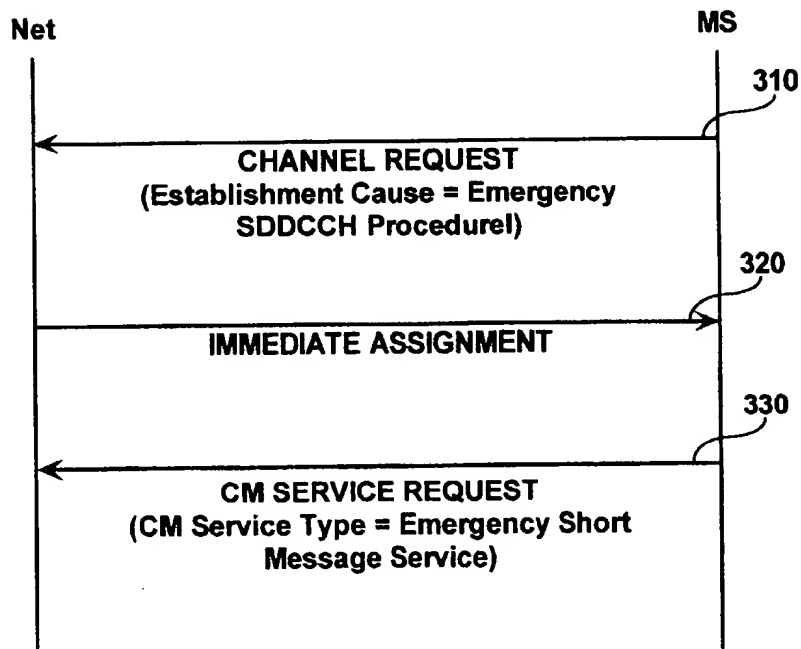 Net
MS
310
CHANNEL REQUEST
(Establishment Cause = Emergency
SDDCCH Procedurel)
320
IMMEDIATE ASSIGNMENT
330
CM SERVICE REQUEST
(CM Service Type = Emergency Short
Message Service)